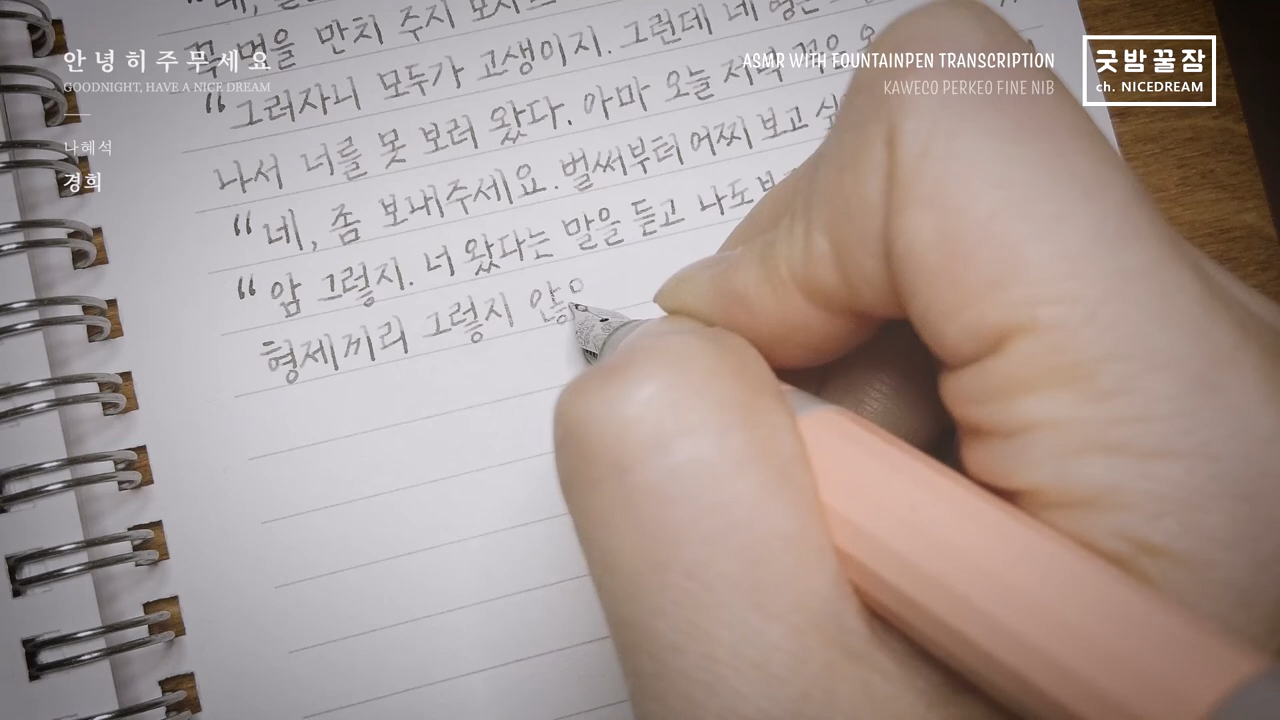 안녕히주무세요
GOODNIGHT, HAVE A NICE DREAM
나혜석
경희
ASMR WITH FOUNTAINPEN TRANSCRIPTION
KAWECO PERKEO FINE NIB
굿밤꿀잠
ch. NICEDREAM
만치 주지
모두가 고생이지. 그런데 네
"그러자니
나서 너를 못 보러 왔다. 아마 오늘 저녁
"네, 좀 보내주세요. 벌써부터 어찌 보고
"암 그렇지. 너 왔다는 말을 듣고 나도
형제끼리 그렇지